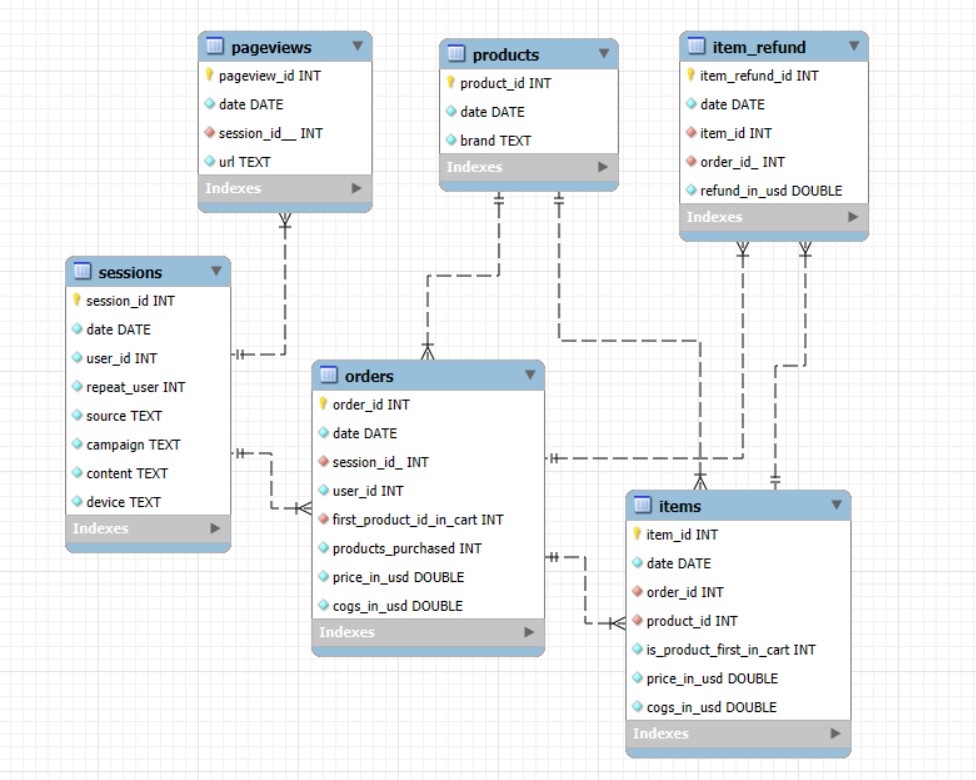 pageviews
pageview_id INT
date DATE
session_id__ INT
url TEXT
Indexes
products
product_id INT
date DATE
brand TEXT
Indexes
item_refund
item_refund_id INT
date DATE
item_id INT
order_id_ INT
refund_in_usd DOUBLE
Indexes
sessions
session_id INT
date DATE
user_id INT
repeat_user INT
source TEXT
campaign TEXT
content TEXT
device TEXT
Indexes
orders
order_id INT
date DATE
session_id_ INT
user_id INT
first_product_id_in_cart INT
products_purchased INT
price_in_usd DOUBLE
cogs_in_usd DOUBLE
Indexes
items
item_id INT
date DATE
order_id INT
product_id INT
is_product_first_in_cart INT
price_in_usd DOUBLE
cogs_in_usd DOUBLE
Indexes